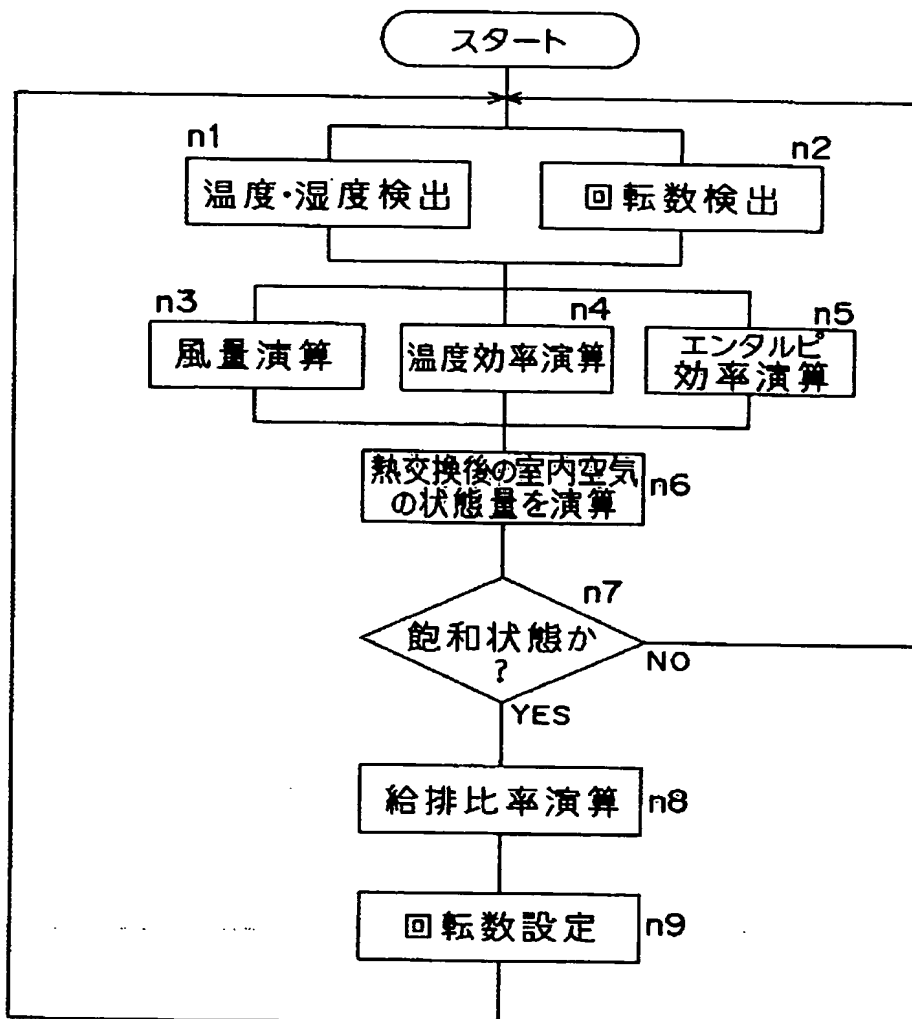 スタート
n1
温度·湿度検出
n2
回転数検出
n3
風量演算
n4
温度効率演算
n5
エンタルピ
効率演算
熱交換後の室内空気
の状態量を演算
n6
n7
飽和状態か
?
NO
YES
給排比率演算
n8
回転数設定
n9